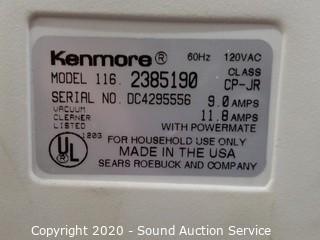 Kenmore® 60Hz 120VAC
MODEL 116. 2385190 CLASS CP-JR
SERIAL NO. DC4295556 9.0 AMPS
VACUUM CLEANER LISTED 11.8 AMPS
WITH POWERMATE
1203
UL ®
FOR HOUSEHOLD USE ONLY
MADE IN THE USA
SEARS ROEBUCK AND COMPANY
Copyright 2020 - Sound Auction Service